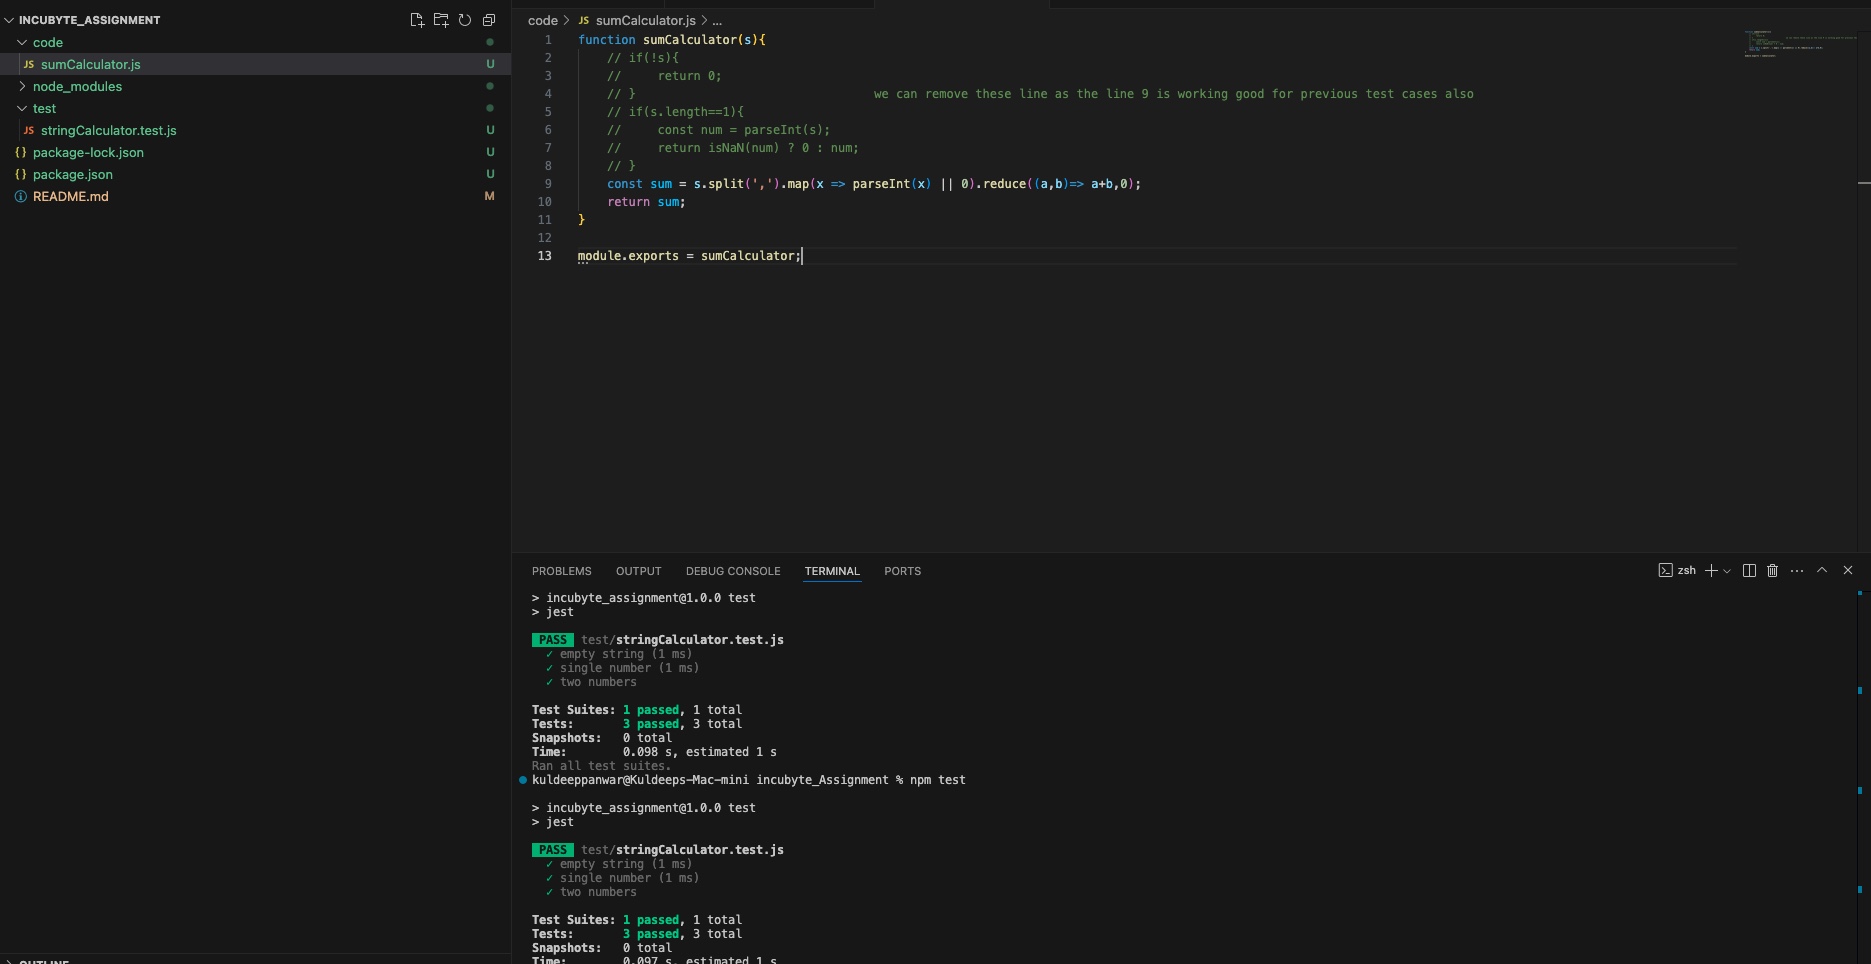 INCUBYTE_ASSIGNMENT
code
JS sumCalculator.js U
node_modules
test
JS stringCalculator.test.js U
{} package-lock.json U
{} package.json U
README.md M
OUTLINE
code > JS sumCalculator.js > ...
1 function sumCalculator(s){
2 // if(!s){
3 //     return 0;
4 // }                 we can remove these line as the line 9 is working good for previous test cases also
5 // if(s.length==1){
6 //     const num = parseInt(s);
7 //     return isNaN(num) ? 0 : num;
8 // }
9 const sum = s.split(',').map(x => parseInt(x) || 0).reduce((a,b)=> a+b,0);
10 return sum;
11 }
12
13 module.exports = sumCalculator;
PROBLEMS OUTPUT DEBUG CONSOLE TERMINAL PORTS zsh
> incubyte_assignment@1.0.0 test
> jest
PASS test/stringCalculator.test.js
✓ empty string (1 ms)
✓ single number (1 ms)
✓ two numbers
Test Suites: 1 passed, 1 total
Tests: 3 passed, 3 total
Snapshots: 0 total
Time: 0.098 s, estimated 1 s
Ran all test suites.
kuldeeppanwar@Kuldeeps-Mac-mini incubyte_Assignment % npm test
> incubyte_assignment@1.0.0 test
> jest
PASS test/stringCalculator.test.js
✓ empty string (1 ms)
✓ single number (1 ms)
✓ two numbers
Test Suites: 1 passed, 1 total
Tests: 3 passed, 3 total
Snapshots: 0 total
Time: 0.097 s, estimated 1 s